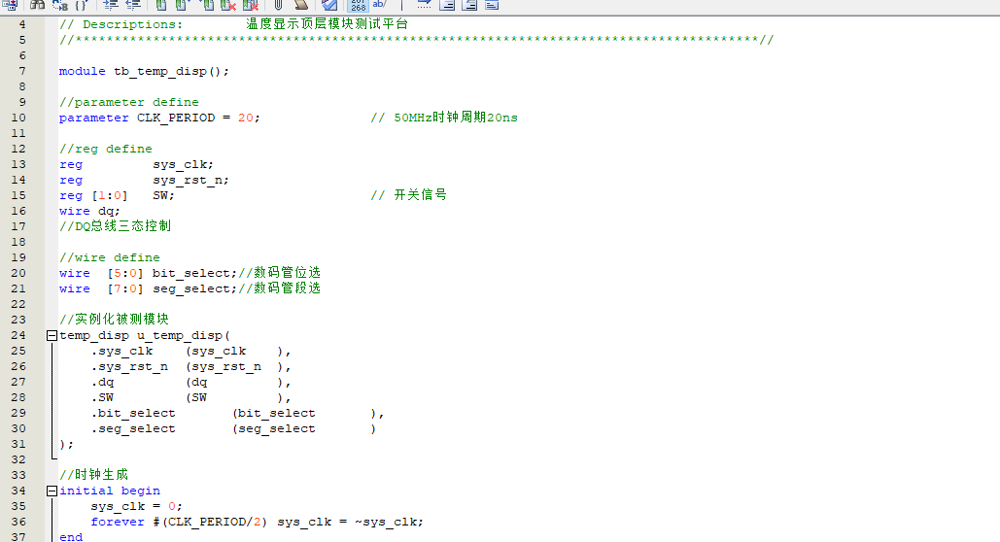 267
268
ab/
4 // Descriptions: 温度显示顶层模块测试平台
5 //****************************************************************************************//
6
7 module tb_temp_disp();
8
9 //parameter define
10 parameter CLK_PERIOD = 20; // 50MHz时钟周期20ns
11
12 //reg define
13 reg sys_clk;
14 reg sys_rst_n;
15 reg [1:0] SW; // 开关信号
16 wire dq;
17 //DQ总线三态控制
18
19 //wire define
20 wire [5:0] bit_select;//数码管位选
21 wire [7:0] seg_select;//数码管段选
22
23 //实例化被测模块
24 temp_disp u_temp_disp(
25 .sys_clk (sys_clk ),
26 .sys_rst_n (sys_rst_n ),
27 .dq (dq ),
28 .SW (SW ),
29 .bit_select (bit_select ),
30 .seg_select (seg_select )
31 );
32
33 //时钟生成
34 initial begin
35 sys_clk = 0;
36 forever #(CLK_PERIOD/2) sys_clk = ~sys_clk;
37 end